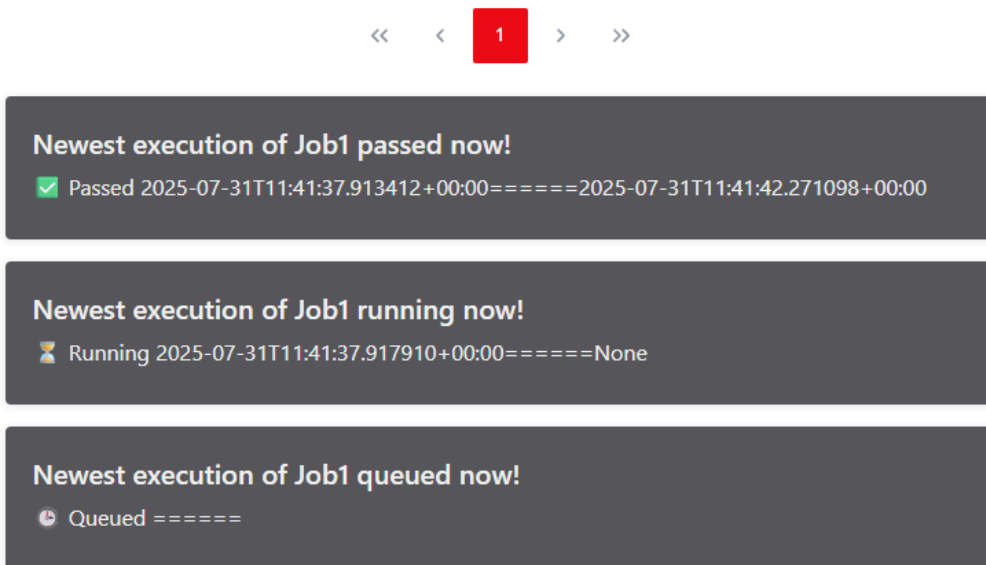 « ‹ 1 › »
Newest execution of Job1 passed now!
✅ Passed 2025-07-31T11:41:37.913412+00:00======2025-07-31T11:41:42.271098+00:00
Newest execution of Job1 running now!
⏳ Running 2025-07-31T11:41:37.917910+00:00======None
Newest execution of Job1 queued now!
🕒 Queued ======